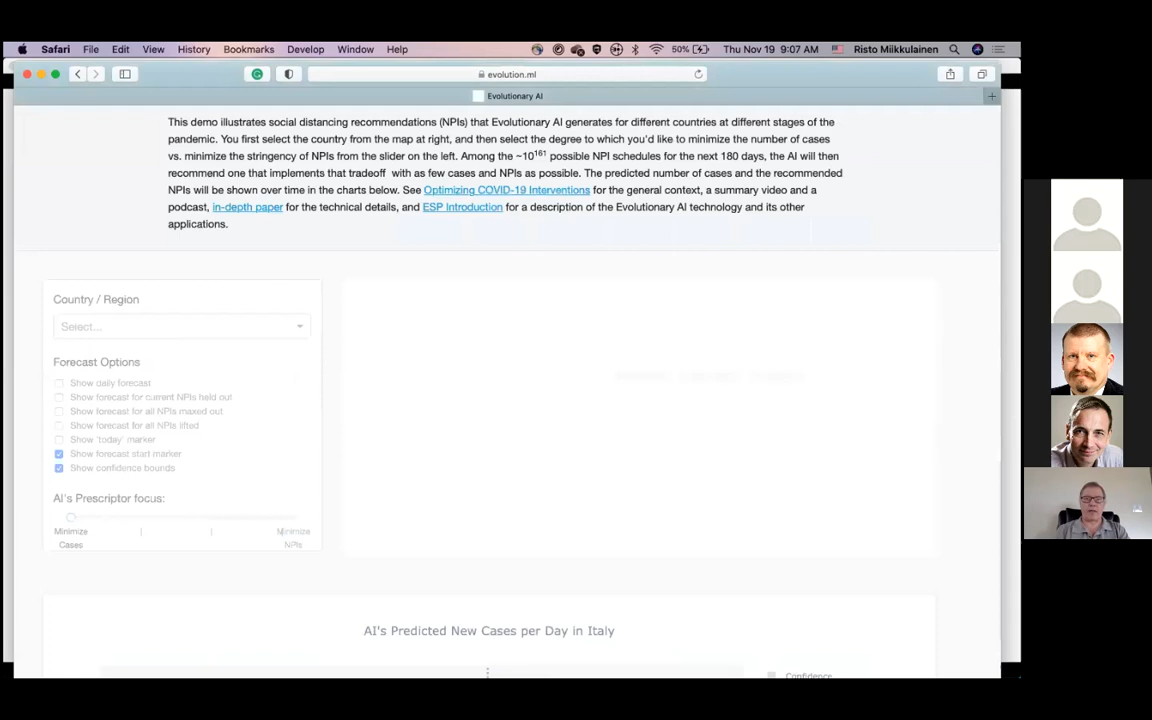 Safari File Edit View History Bookmarks Develop Window Help 50% Thu Nov 19 9:07 AM Risto Miikkulainen
evolution.ml
Evolutionary AI
This demo illustrates social distancing recommendations (NPIs) that Evolutionary AI generates for different countries at different stages of the
pandemic. You first select the country from the map at right, and then select the degree to which you'd like to minimize the number of cases
vs. minimize the stringency of NPIs from the slider on the left. Among the ~10¹⁶¹ possible NPI schedules for the next 180 days, the AI will then
recommend one that implements that tradeoff with as few cases and NPIs as possible. The predicted number of cases and the recommended
NPIs will be shown over time in the charts below. See Optimizing COVID-19 Interventions for the general context, a summary video and a
podcast, in-depth paper for the technical details, and ESP Introduction for a description of the Evolutionary AI technology and its other
applications.
Country / Region
Select...
Forecast Options
Show daily forecast
Show forecast for current NPIs held out
Show forecast for all NPIs maxed out
Show forecast for all NPIs lifted
Show 'today' marker
Show forecast start marker
Show confidence bounds
AI's Prescriptor focus:
Minimize Minimize
Cases NPIs
AI's Predicted New Cases per Day in Italy
Confidence